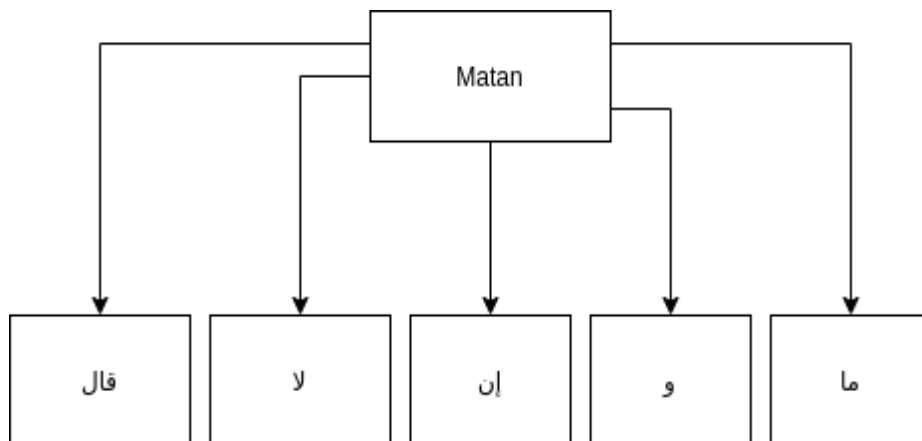 Matan
قال
لا
إن
و
ما